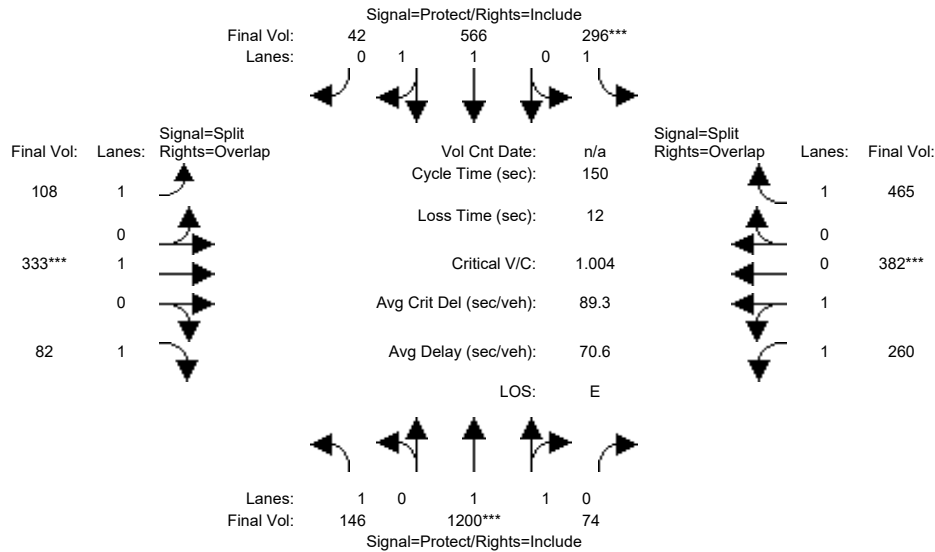 Signal=Protect/Rights=Include
Final Vol: 42 566 296***
Lanes: 0 1 1 0 1
Signal=Split Signal=Split
Final Vol: Lanes: Rights=Overlap Vol Cnt Date: n/a Rights=Overlap Lanes: Final Vol:
Cycle Time (sec): 150
108 1 1 465
Loss Time (sec): 12
0 0
333*** 1 Critical V/C: 1.004 0 382***
0 Avg Crit Del (sec/veh): 89.3 1
82 1 Avg Delay (sec/veh): 70.6 1 260
LOS: E
Lanes: 1 0 1 1 0
Final Vol: 146 1200*** 74
Signal=Protect/Rights=Include